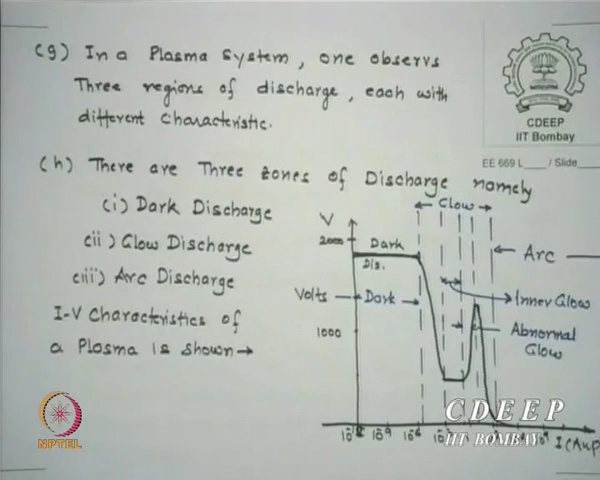 (g) In a Plasma System, one observs
Three regions of discharge, each with
different Characteristic.
CDEEP
IIT Bombay
EE 669 L____ / Slide____
(h) There are Three zones of Discharge namely
(i) Dark Discharge
(ii) Glow Discharge
(iii) Arc Discharge
I-V Characteristics of
a Plasma is shown →
Glow
V
2000
Dark
Dis.
Arc
Volts
Dark
Inner Glow
1000
Abnormal
Glow
CDEEP
IIT BOMBAY
NPTEL
I (Amp